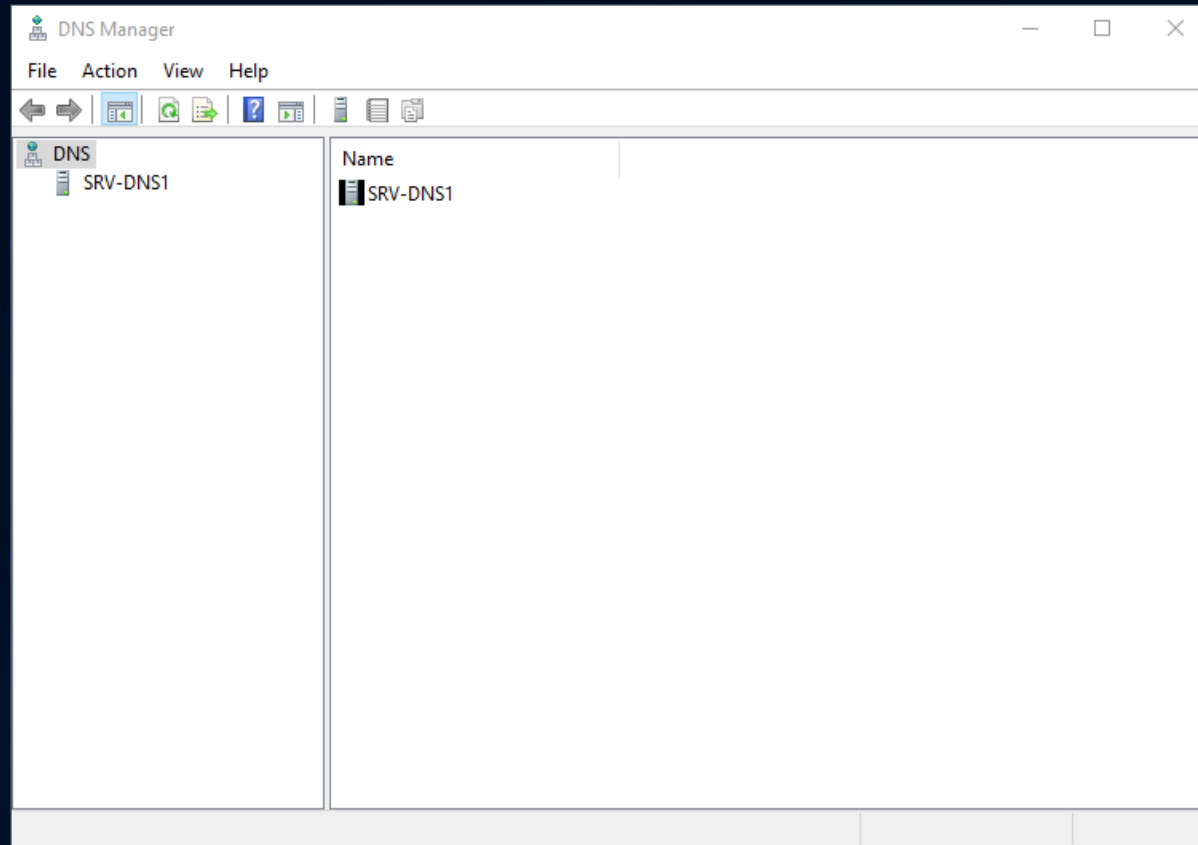 DNS Manager
File Action View Help
DNS
SRV-DNS1
Name
SRV-DNS1